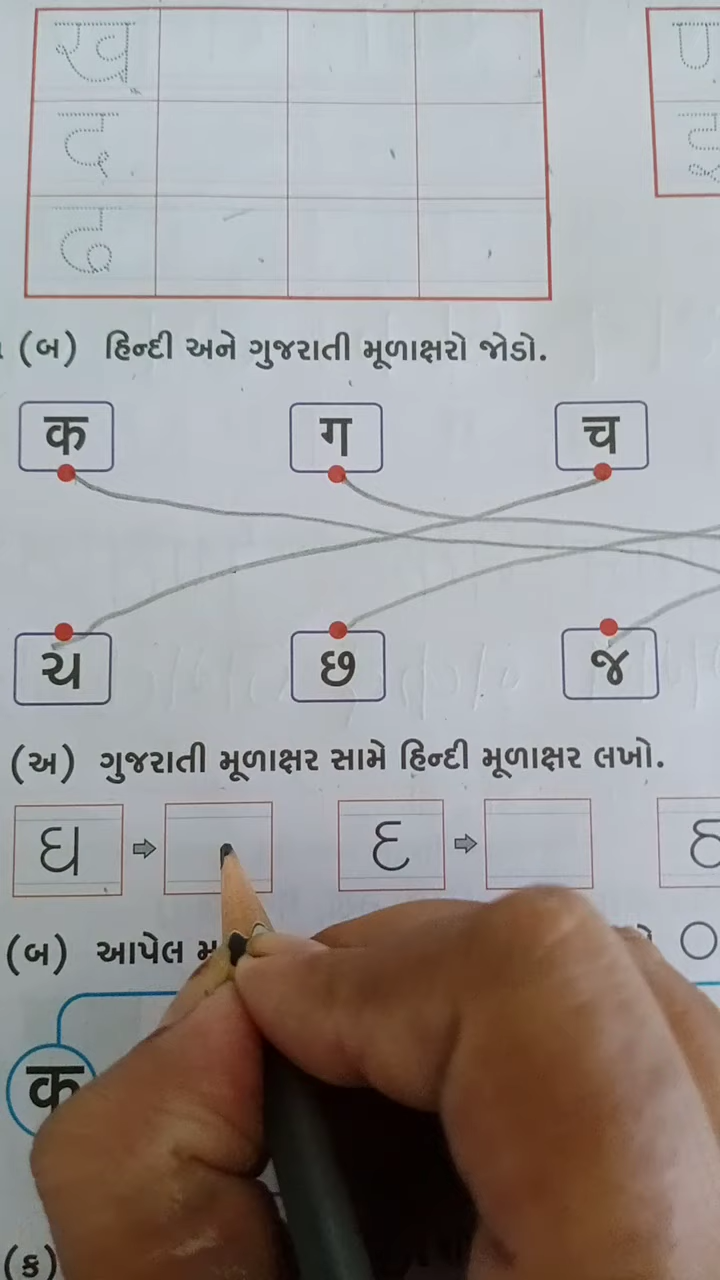 ख प
द ह
ढ
(બ) હિન્દી અને ગુજરાતી મૂળાક્ષરો જોડો.
क ग च
ચ છ જ
(અ) ગુજરાતી મૂળાક્ષર સામે હિન્દી મૂળાક્ષર લખો.
ઘ દ
(બ) આપેલ
क
(ક)